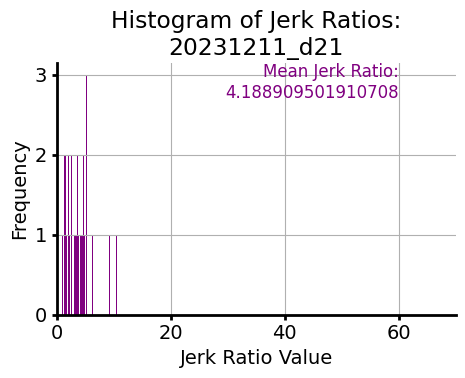 Histogram of Jerk Ratios:
20231211_d21
Mean Jerk Ratio:
4.188909501910708
3
2
1
0
Frequency
0 20 40 60
Jerk Ratio Value